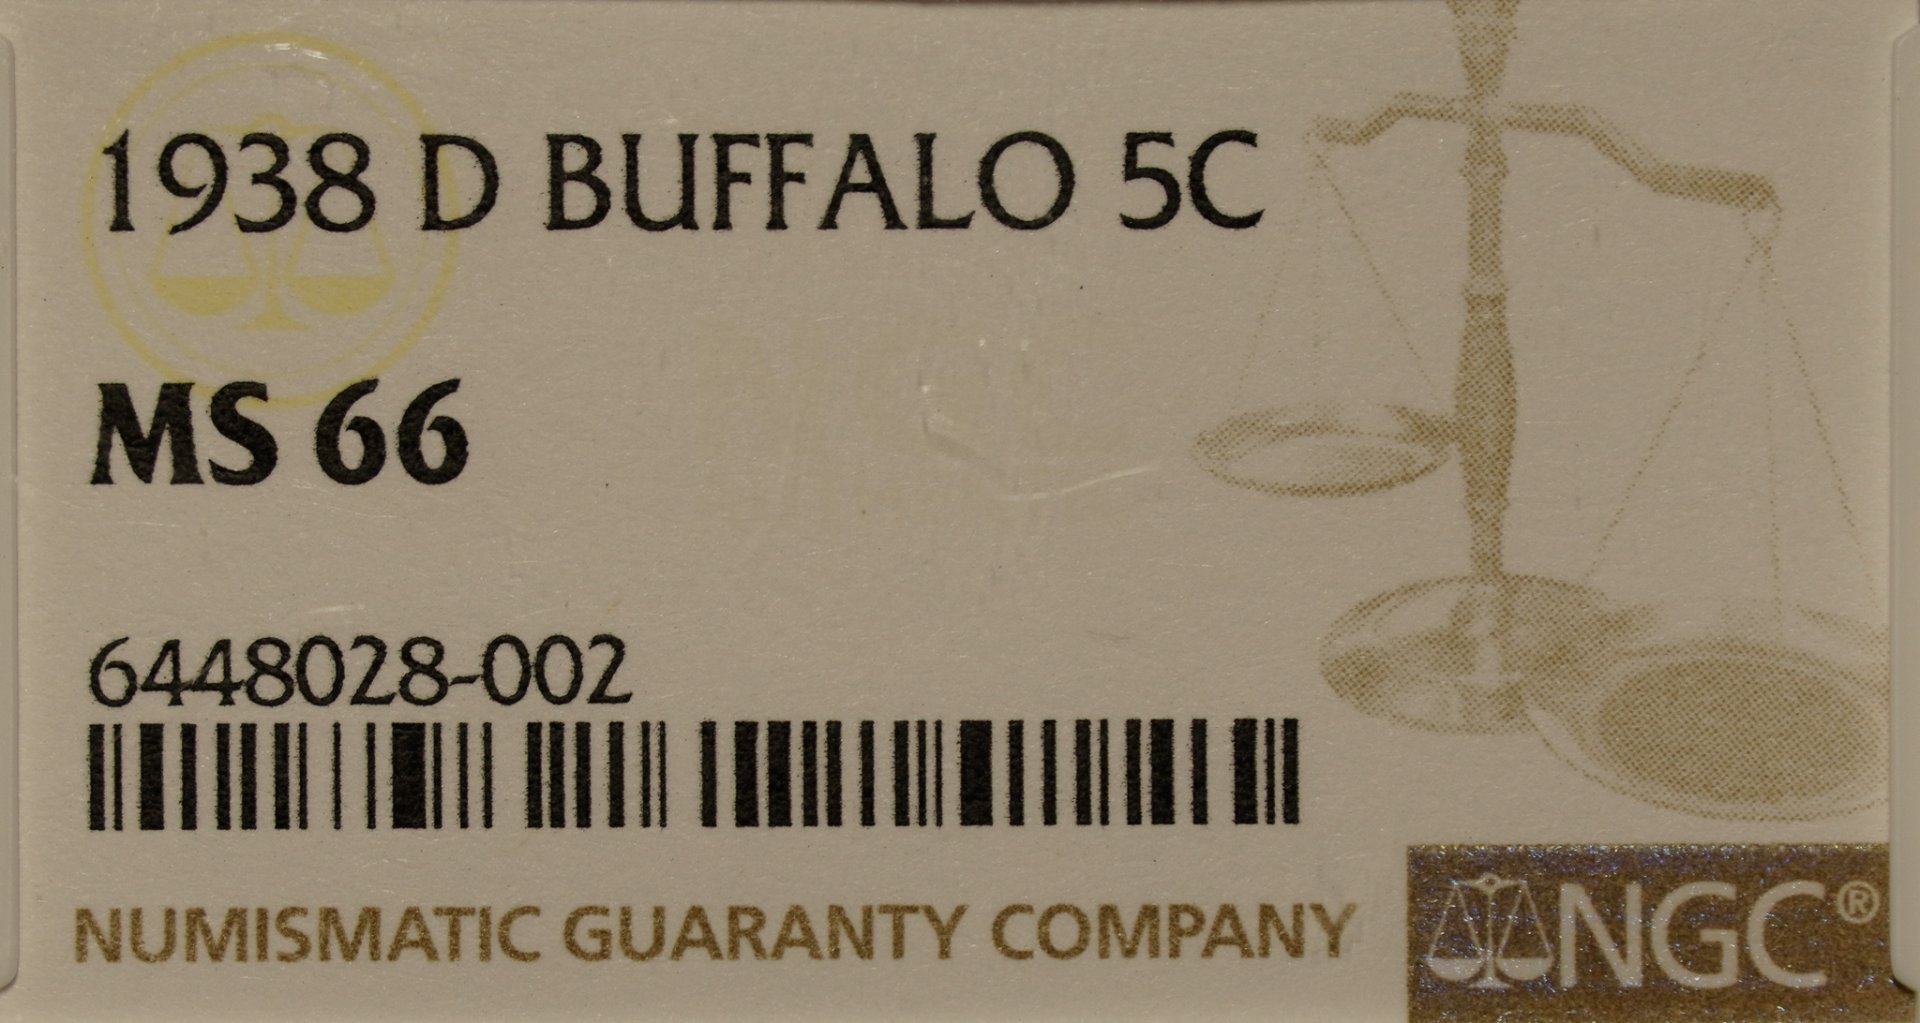 1938 D BUFFALO 5C
MS 66
6448028-002
NUMISMATIC GUARANTY COMPANY
NGC®